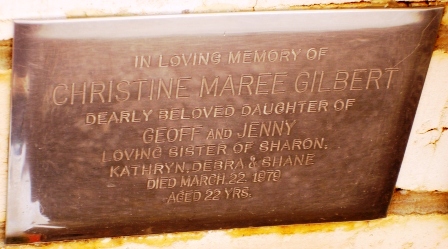 IN LOVING MEMORY OF
CHRISTINE MAREE GILBERT
DEARLY BELOVED DAUGHTER OF
GEOFF AND JENNY
LOVING SISTER OF SHARON,
KATHRYN, DEBRA & SHANE
DIED MARCH 22, 1979
AGED 22 YRS.